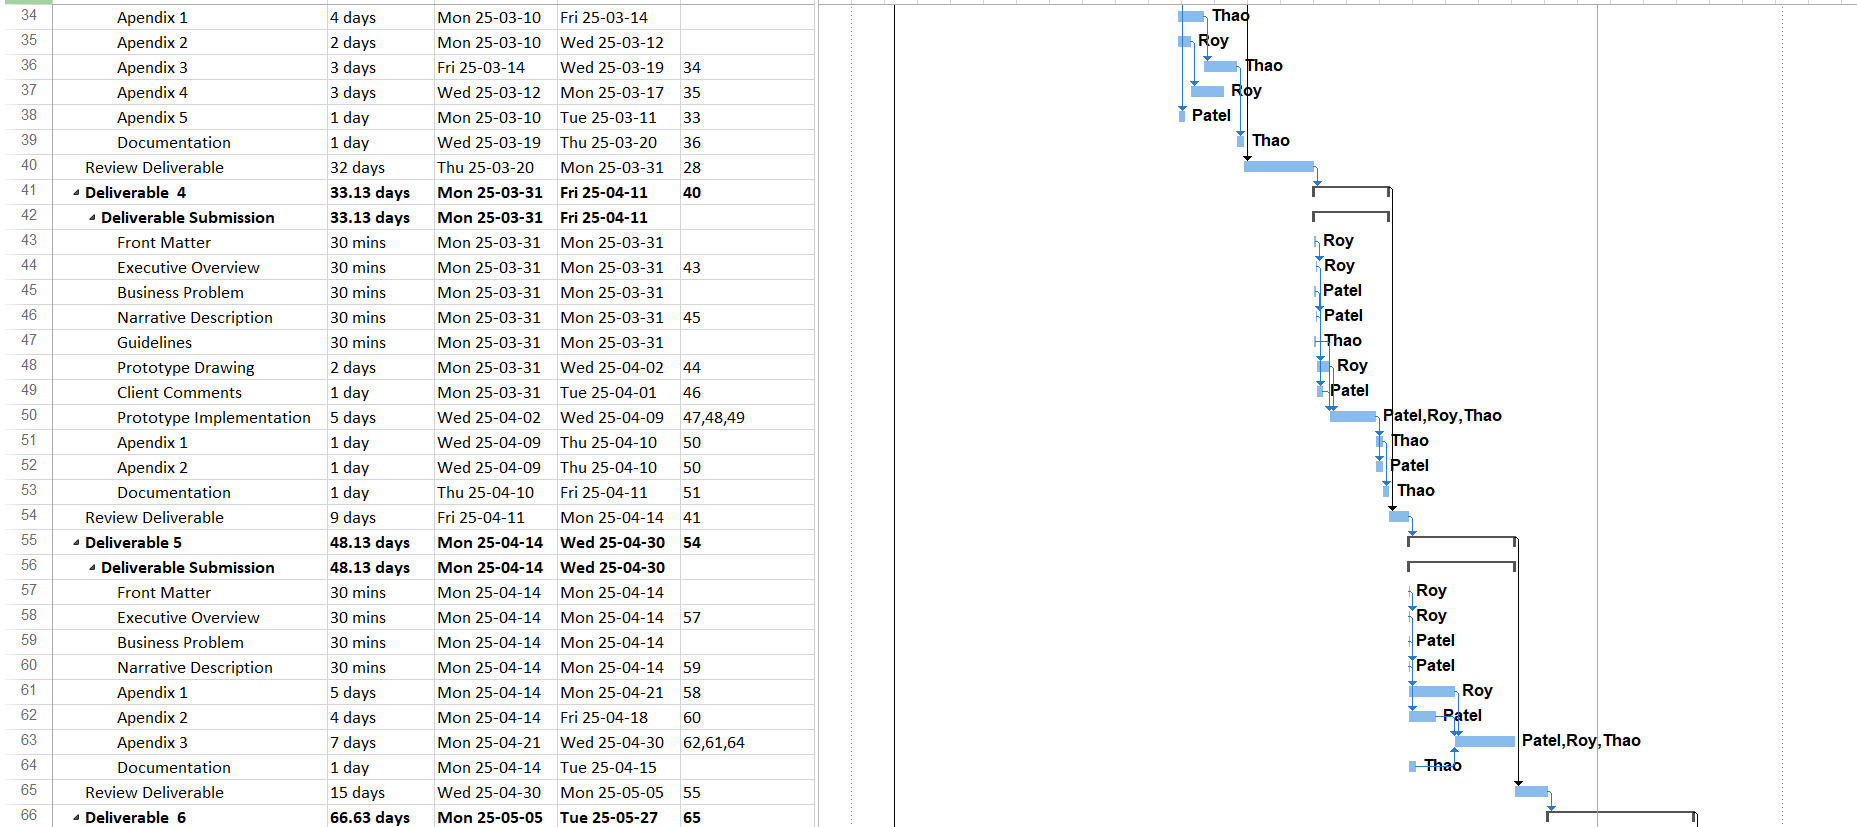 34 Apendix 1 4 days Mon 25-03-10 Fri 25-03-14 Thao
35 Apendix 2 2 days Mon 25-03-10 Wed 25-03-12 Roy
36 Apendix 3 3 days Fri 25-03-14 Wed 25-03-19 34 Thao
37 Apendix 4 3 days Wed 25-03-12 Mon 25-03-17 35 Roy
38 Apendix 5 1 day Mon 25-03-10 Tue 25-03-11 33 Patel
39 Documentation 1 day Wed 25-03-19 Thu 25-03-20 36 Thao
40 Review Deliverable 32 days Thu 25-03-20 Mon 25-03-31 28
41 Deliverable 4 33.13 days Mon 25-03-31 Fri 25-04-11 40
42 Deliverable Submission 33.13 days Mon 25-03-31 Fri 25-04-11
43 Front Matter 30 mins Mon 25-03-31 Mon 25-03-31 Roy
44 Executive Overview 30 mins Mon 25-03-31 Mon 25-03-31 43 Roy
45 Business Problem 30 mins Mon 25-03-31 Mon 25-03-31 Patel
46 Narrative Description 30 mins Mon 25-03-31 Mon 25-03-31 45 Patel
47 Guidelines 30 mins Mon 25-03-31 Mon 25-03-31 Thao
48 Prototype Drawing 2 days Mon 25-03-31 Wed 25-04-02 44 Roy
49 Client Comments 1 day Mon 25-03-31 Tue 25-04-01 46 Patel
50 Prototype Implementation 5 days Wed 25-04-02 Wed 25-04-09 47,48,49 Patel,Roy,Thao
51 Apendix 1 1 day Wed 25-04-09 Thu 25-04-10 50 Thao
52 Apendix 2 1 day Wed 25-04-09 Thu 25-04-10 50 Patel
53 Documentation 1 day Thu 25-04-10 Fri 25-04-11 51 Thao
54 Review Deliverable 9 days Fri 25-04-11 Mon 25-04-14 41
55 Deliverable 5 48.13 days Mon 25-04-14 Wed 25-04-30 54
56 Deliverable Submission 48.13 days Mon 25-04-14 Wed 25-04-30
57 Front Matter 30 mins Mon 25-04-14 Mon 25-04-14 Roy
58 Executive Overview 30 mins Mon 25-04-14 Mon 25-04-14 57 Roy
59 Business Problem 30 mins Mon 25-04-14 Mon 25-04-14 Patel
60 Narrative Description 30 mins Mon 25-04-14 Mon 25-04-14 59 Patel
61 Apendix 1 5 days Mon 25-04-14 Mon 25-04-21 58 Roy
62 Apendix 2 4 days Mon 25-04-14 Fri 25-04-18 60 Patel
63 Apendix 3 7 days Mon 25-04-21 Wed 25-04-30 62,61,64 Patel,Roy,Thao
64 Documentation 1 day Mon 25-04-14 Tue 25-04-15 Thao
65 Review Deliverable 15 days Wed 25-04-30 Mon 25-05-05 55
66 Deliverable 6 66.63 days Mon 25-05-05 Tue 25-05-27 65